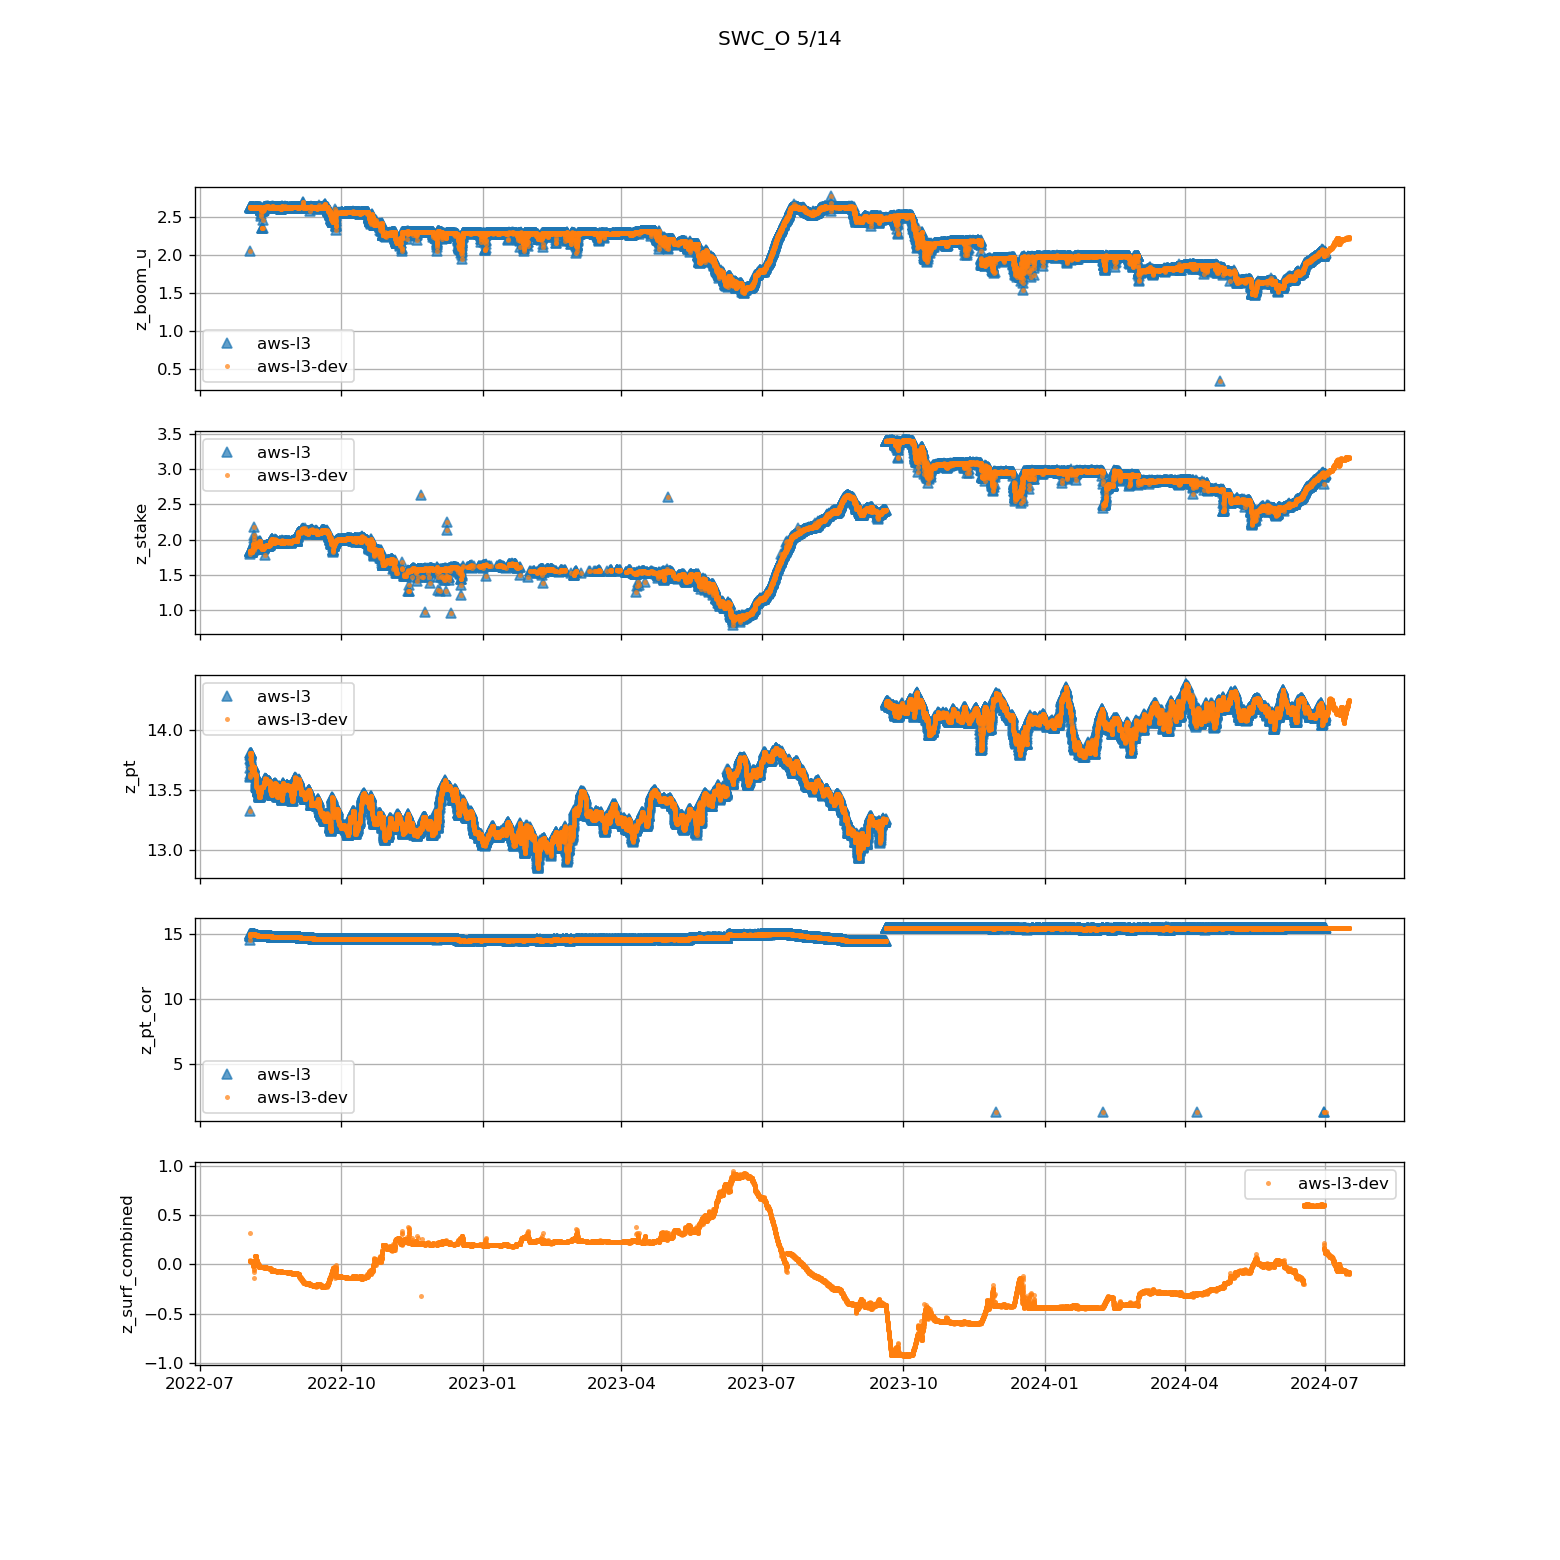 SWC_O 5/14
2.5
2.0
1.5
1.0
0.5
z_boom_u
aws-l3
aws-l3-dev
3.5
3.0
2.5
2.0
1.5
1.0
z_stake
aws-l3
aws-l3-dev
14.0
13.5
13.0
z_pt
aws-l3
aws-l3-dev
15
10
5
z_pt_cor
aws-l3
aws-l3-dev
1.0
0.5
0.0
−0.5
−1.0
z_surf_combined
aws-l3-dev
2022-07 2022-10 2023-01 2023-04 2023-07 2023-10 2024-01 2024-04 2024-07